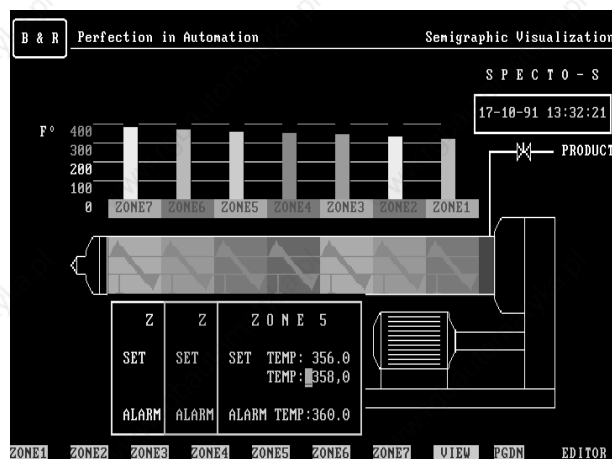 B & R Perfection in Automation Semigraphic Visualization
S P E C T O - S
17-10-91 13:32:21
F° 400
300
200
100
0
PRODUCT
ZONE7 ZONE6 ZONE5 ZONE4 ZONE3 ZONE2 ZONE1
Z Z Z O N E 5
SET SET SET TEMP: 356.0
TEMP: 358,0
ALARM ALARM ALARM TEMP:360.0
ZONE1 ZONE2 ZONE3 ZONE4 ZONE5 ZONE6 ZONE7 VIEW PGDN EDITOR